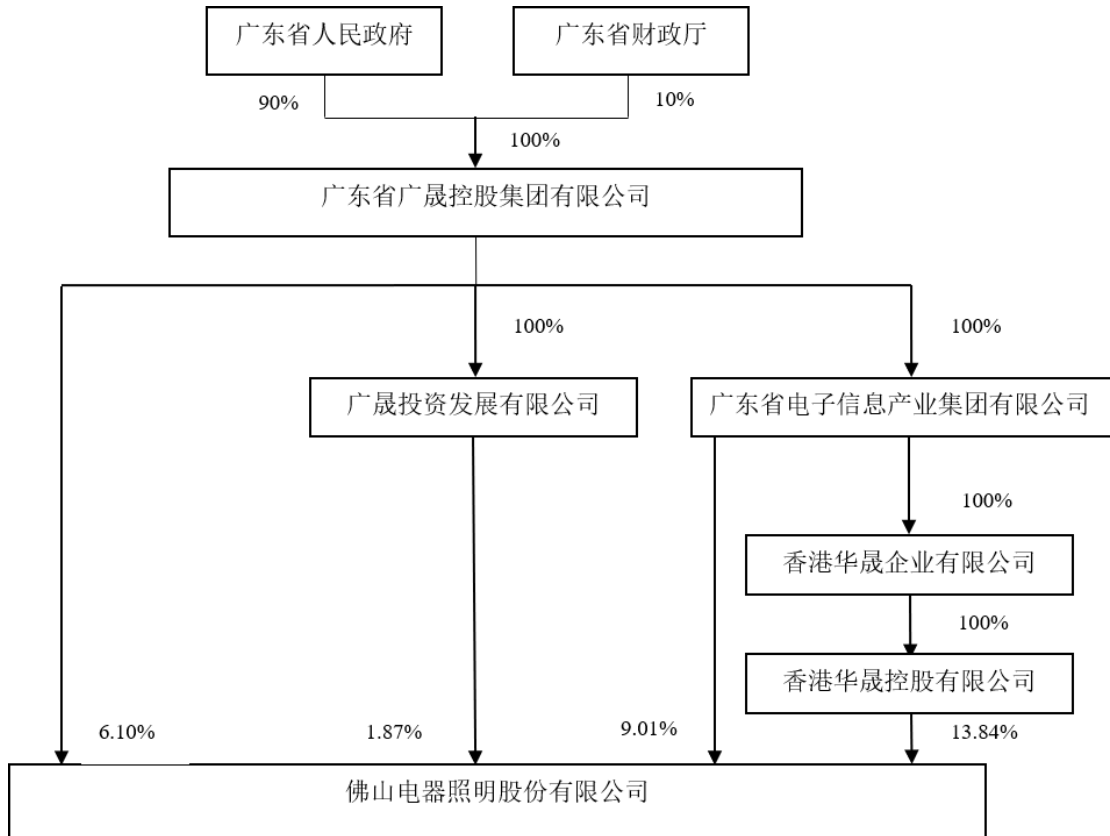 广东省人民政府
广东省财政厅
90%
10%
100%
广东省广晟控股集团有限公司
100%
100%
广晟投资发展有限公司
广东省电子信息产业集团有限公司
100%
香港华晟企业有限公司
100%
香港华晟控股有限公司
6.10%
1.87%
9.01%
13.84%
佛山电器照明股份有限公司